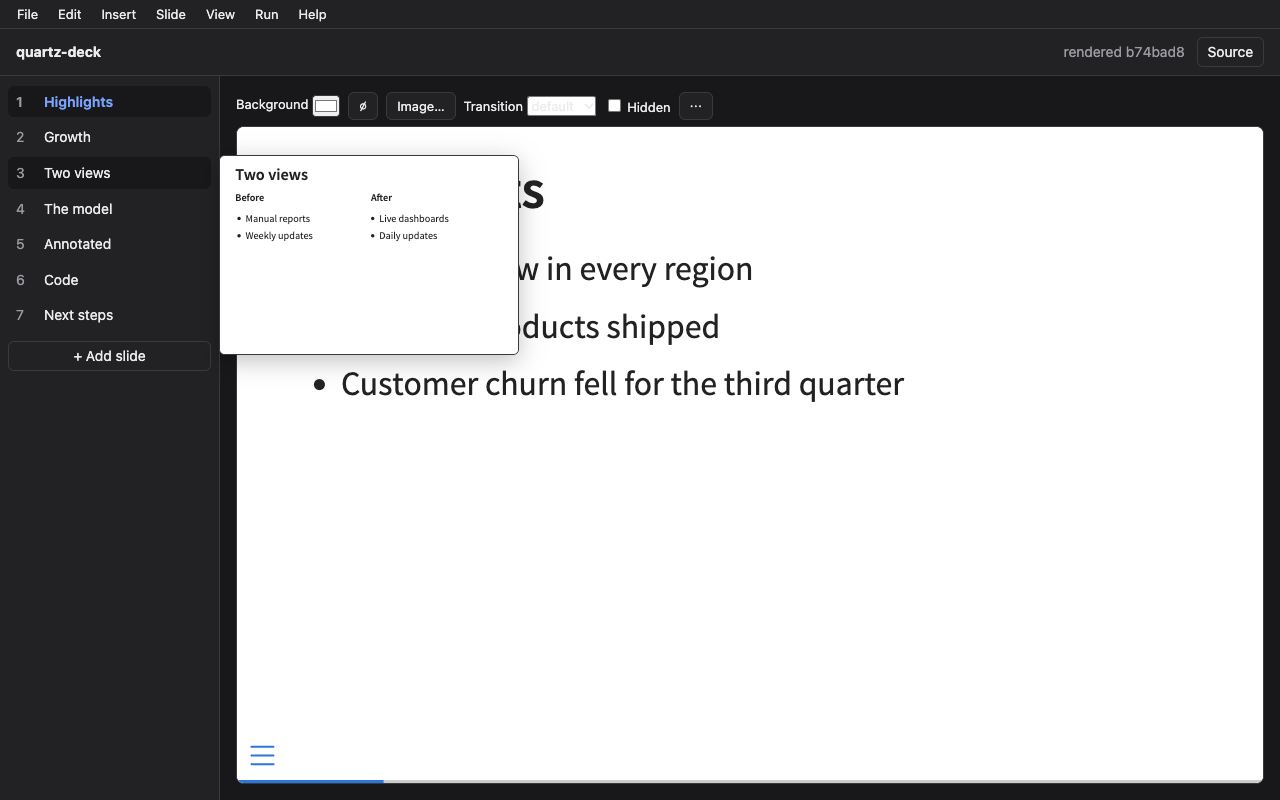 File Edit Insert Slide View Run Help
quartz-deck
rendered b74bad8 Source
1 Highlights
2 Growth
3 Two views
4 The model
5 Annotated
6 Code
7 Next steps
+ Add slide
Background ø Image... Transition default Hidden ...
Two views
Before
• Manual reports
• Weekly updates
After
• Live dashboards
• Daily updates
in every region
shipped
• Customer churn fell for the third quarter